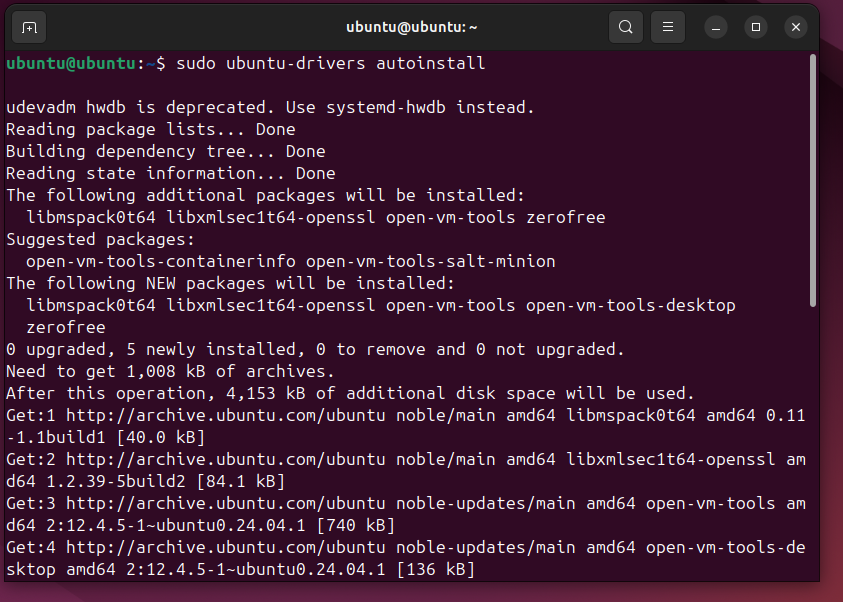 ubuntu@ubuntu: ~
ubuntu@ubuntu:~$ sudo ubuntu-drivers autoinstall
udevadm hwdb is deprecated. Use systemd-hwdb instead.
Reading package lists... Done
Building dependency tree... Done
Reading state information... Done
The following additional packages will be installed:
  libmspack0t64 libxmlsec1t64-openssl open-vm-tools zerofree
Suggested packages:
  open-vm-tools-containerinfo open-vm-tools-salt-minion
The following NEW packages will be installed:
  libmspack0t64 libxmlsec1t64-openssl open-vm-tools open-vm-tools-desktop
  zerofree
0 upgraded, 5 newly installed, 0 to remove and 0 not upgraded.
Need to get 1,008 kB of archives.
After this operation, 4,153 kB of additional disk space will be used.
Get:1 http://archive.ubuntu.com/ubuntu noble/main amd64 libmspack0t64 amd64 0.11
-1.1build1 [40.0 kB]
Get:2 http://archive.ubuntu.com/ubuntu noble/main amd64 libxmlsec1t64-openssl am
d64 1.2.39-5build2 [84.1 kB]
Get:3 http://archive.ubuntu.com/ubuntu noble-updates/main amd64 open-vm-tools am
d64 2:12.4.5-1~ubuntu0.24.04.1 [740 kB]
Get:4 http://archive.ubuntu.com/ubuntu noble-updates/main amd64 open-vm-tools-de
sktop amd64 2:12.4.5-1~ubuntu0.24.04.1 [136 kB]